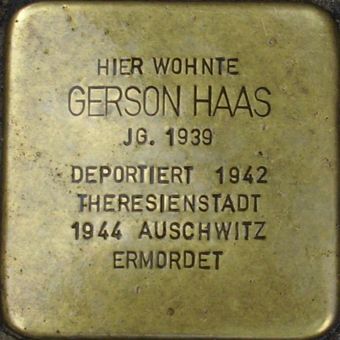 HIER WOHNTE
GERSON HAAS
JG. 1939
DEPORTIERT 1942
THERESIENSTADT
1944 AUSCHWITZ
ERMORDET